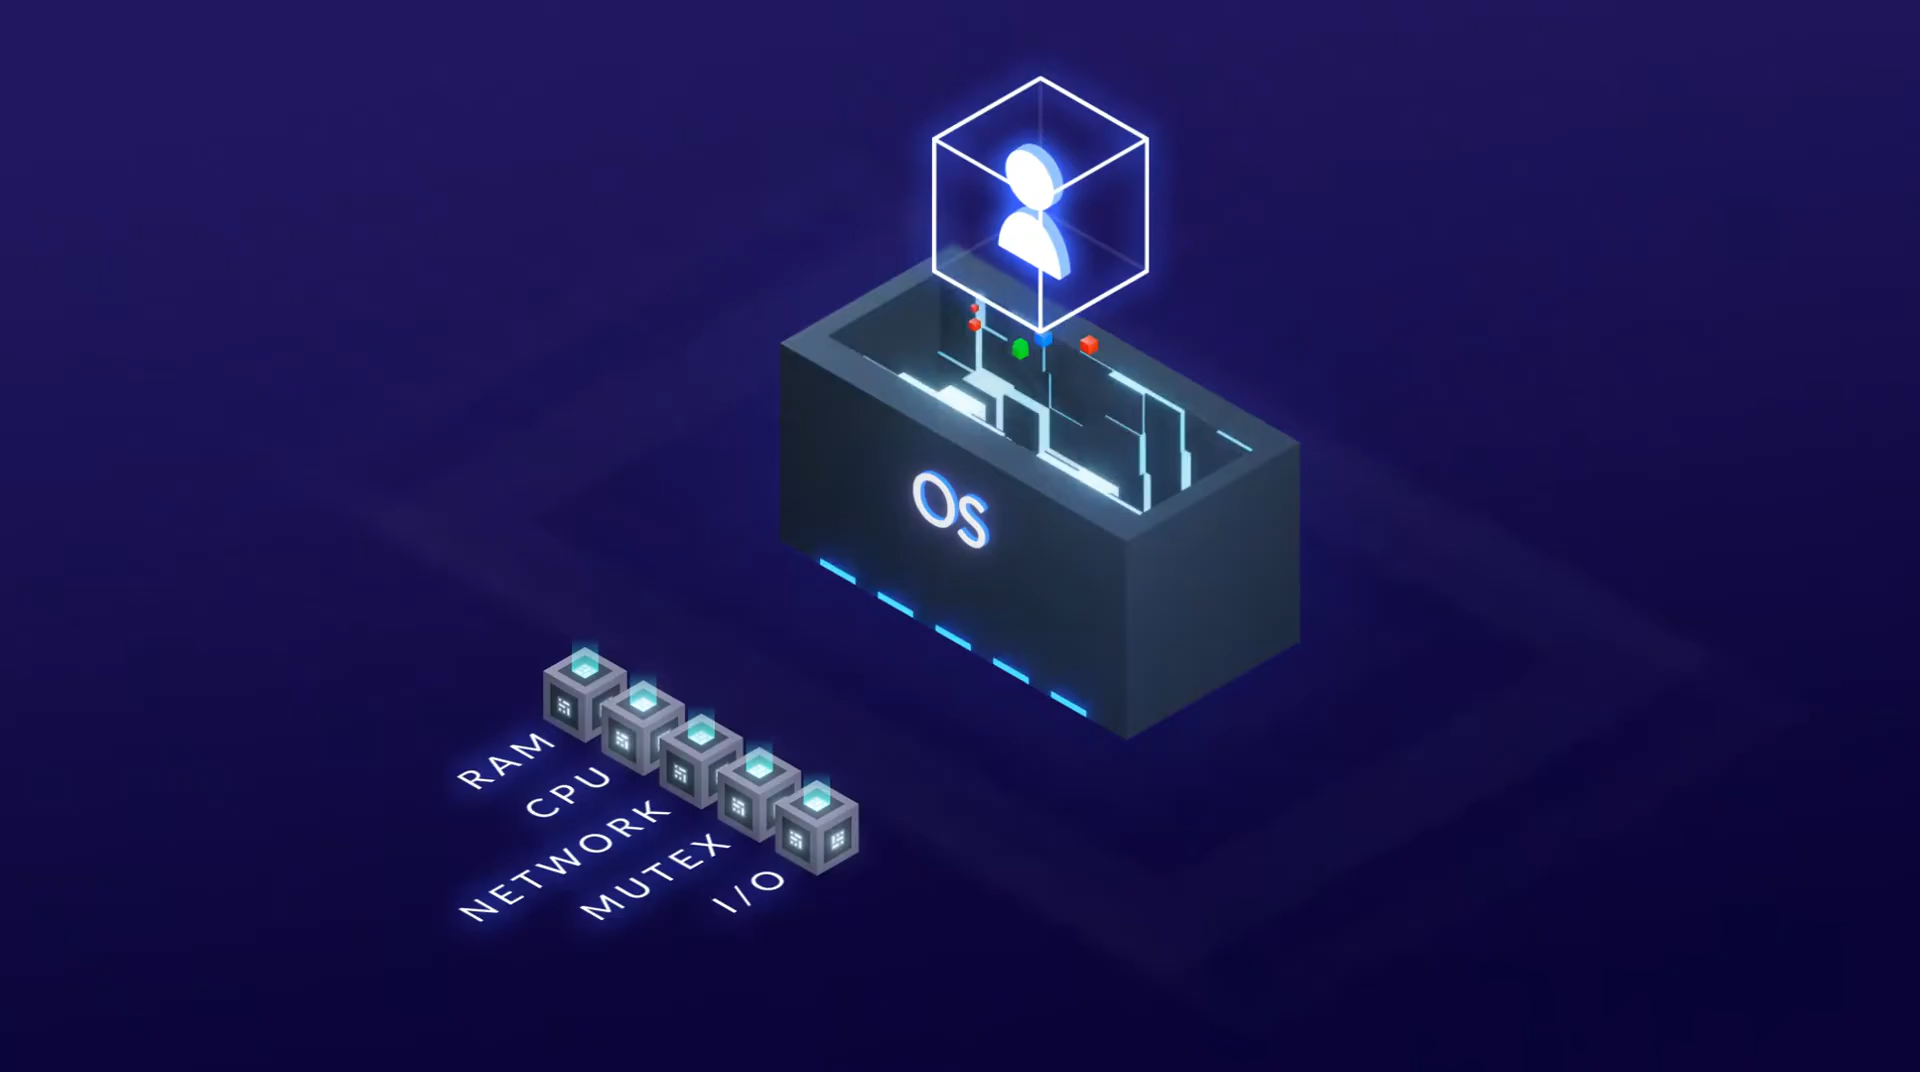 OS
RAM
CPU
NETWORK
MUTEX
I/O